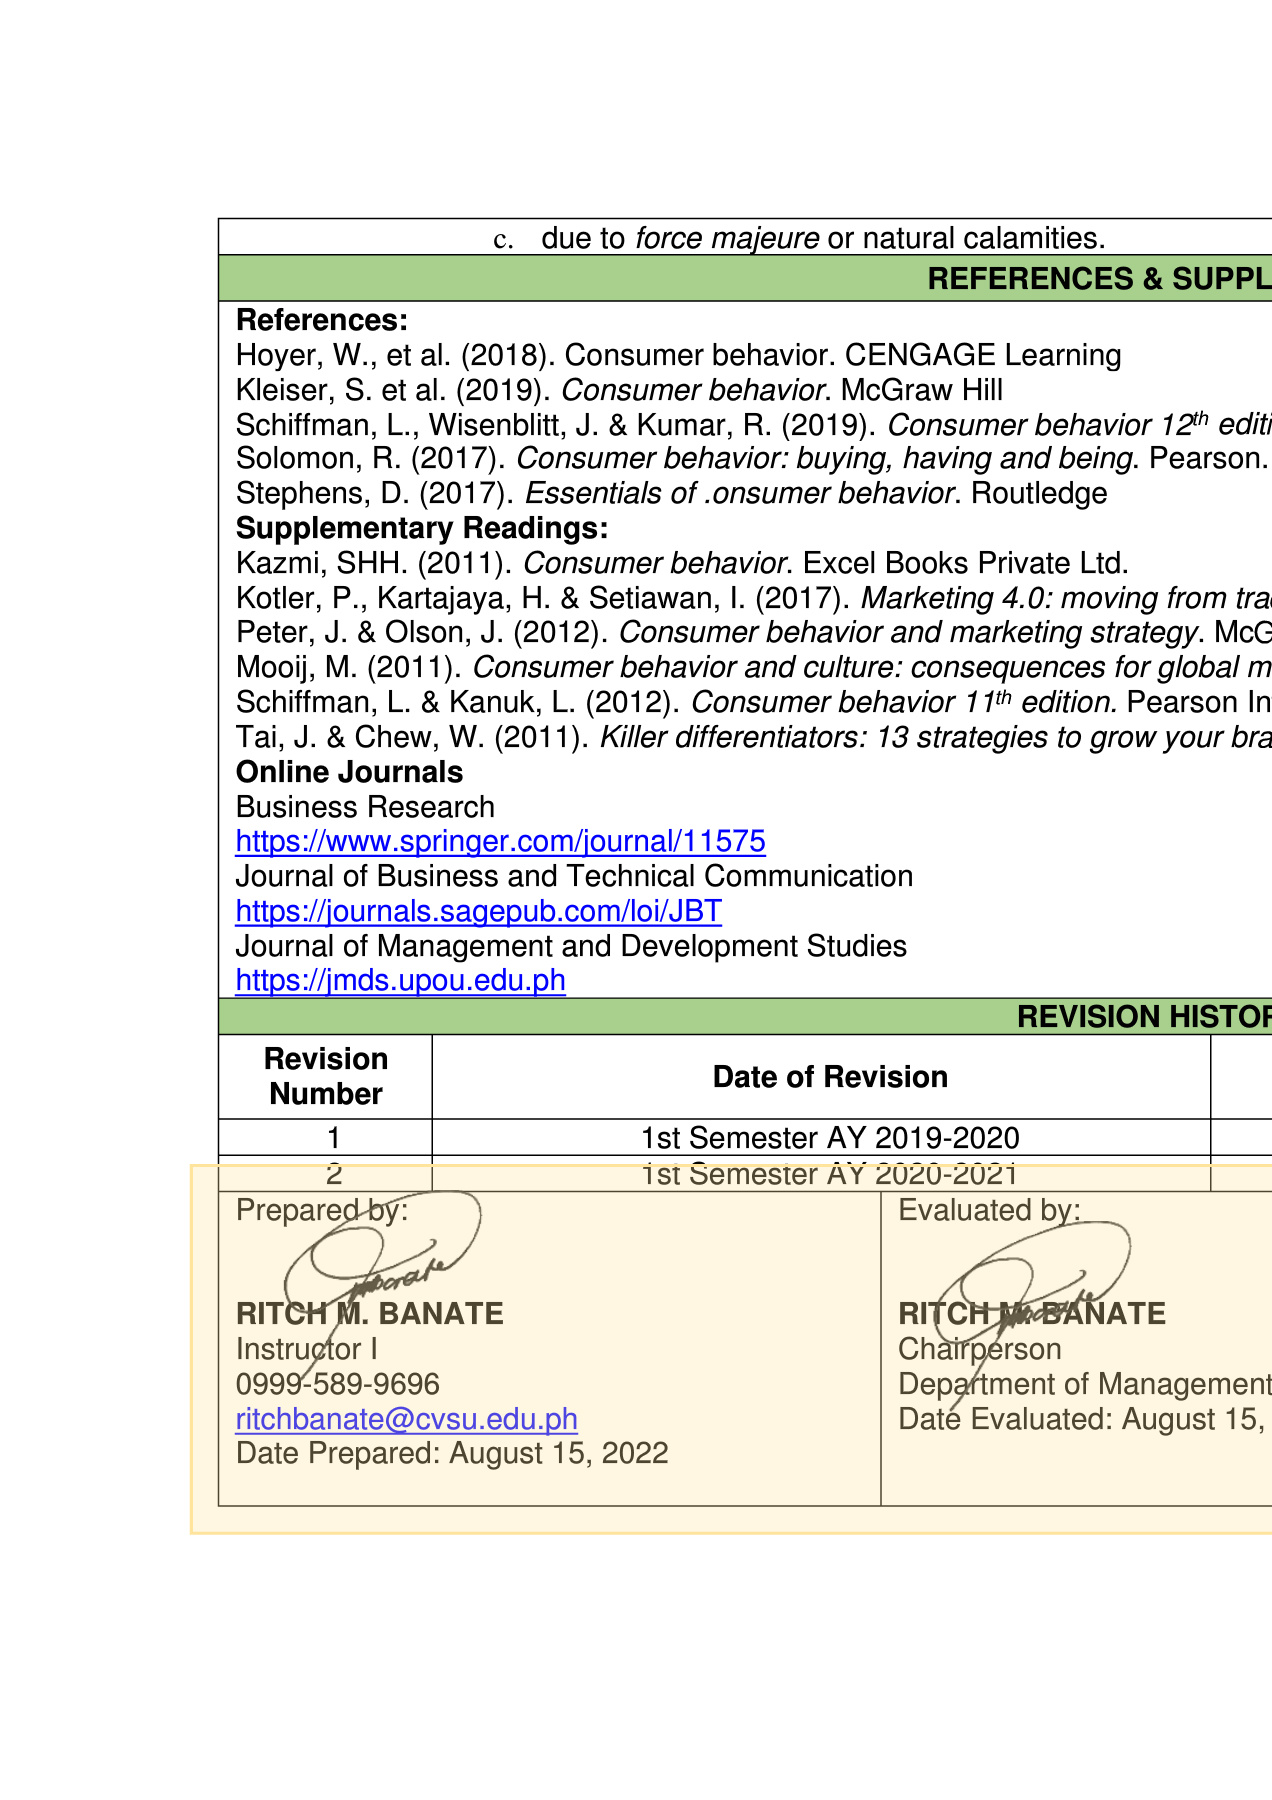 c. due to force majeure or natural calamities.
REFERENCES & SUPPL
References:
Hoyer, W., et al. (2018). Consumer behavior. CENGAGE Learning
Kleiser, S. et al. (2019). Consumer behavior. McGraw Hill
Schiffman, L., Wisenblitt, J. & Kumar, R. (2019). Consumer behavior 12th editi
Solomon, R. (2017). Consumer behavior: buying, having and being. Pearson.
Stephens, D. (2017). Essentials of .onsumer behavior. Routledge
Supplementary Readings:
Kazmi, SHH. (2011). Consumer behavior. Excel Books Private Ltd.
Kotler, P., Kartajaya, H. & Setiawan, I. (2017). Marketing 4.0: moving from trad
Peter, J. & Olson, J. (2012). Consumer behavior and marketing strategy. McG
Mooij, M. (2011). Consumer behavior and culture: consequences for global m
Schiffman, L. & Kanuk, L. (2012). Consumer behavior 11th edition. Pearson Int
Tai, J. & Chew, W. (2011). Killer differentiators: 13 strategies to grow your bra
Online Journals
Business Research
https://www.springer.com/journal/11575
Journal of Business and Technical Communication
https://journals.sagepub.com/loi/JBT
Journal of Management and Development Studies
https://jmds.upou.edu.ph
REVISION HISTOR
Revision Number Date of Revision
1 1st Semester AY 2019-2020
2 1st Semester AY 2020-2021
Prepared by:
RITCH M. BANATE
Instructor I
0999-589-9696
ritchbanate@cvsu.edu.ph
Date Prepared: August 15, 2022
Evaluated by:
RITCH M. BANATE
Chairperson
Department of Management
Date Evaluated: August 15,